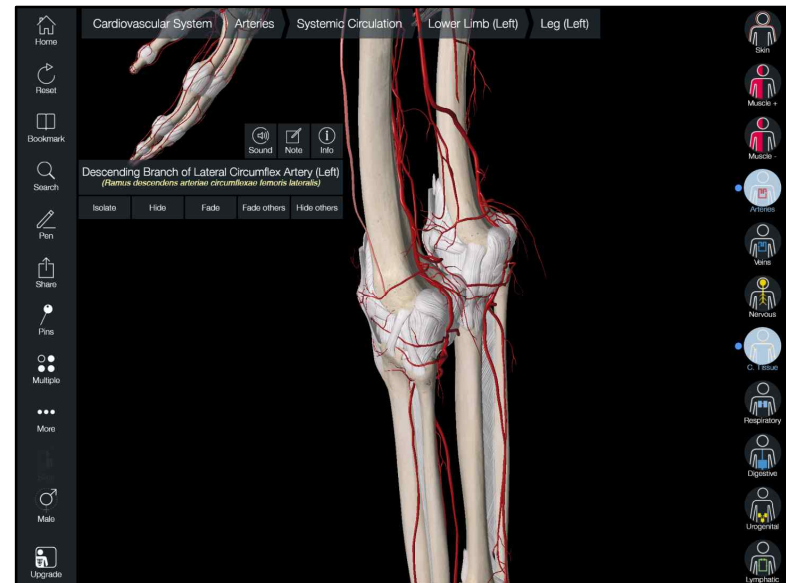 Home
Reset
Bookmark
Search
Pen
Share
Pins
Multiple
More
Male
Upgrade
Cardiovascular System Arteries Systemic Circulation Lower Limb (Left) Leg (Left)
Sound Note Info
Descending Branch of Lateral Circumflex Artery (Left)
(Ramus descendens arteriae circumflexae femoris lateralis)
Isolate Hide Fade Fade others Hide others
Skin
Muscle +
Muscle -
Arteries
Veins
Nervous
C. Tissue
Respiratory
Digestive
Urogenital
Lymphatic